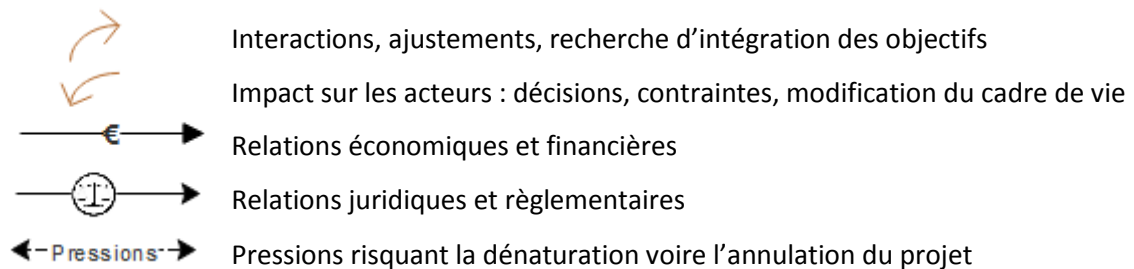 Interactions, ajustements, recherche d’intégration des objectifs
Impact sur les acteurs : décisions, contraintes, modification du cadre de vie
€ Relations économiques et financières
Relations juridiques et règlementaires
Pressions Pressions risquant la dénaturation voire l’annulation du projet